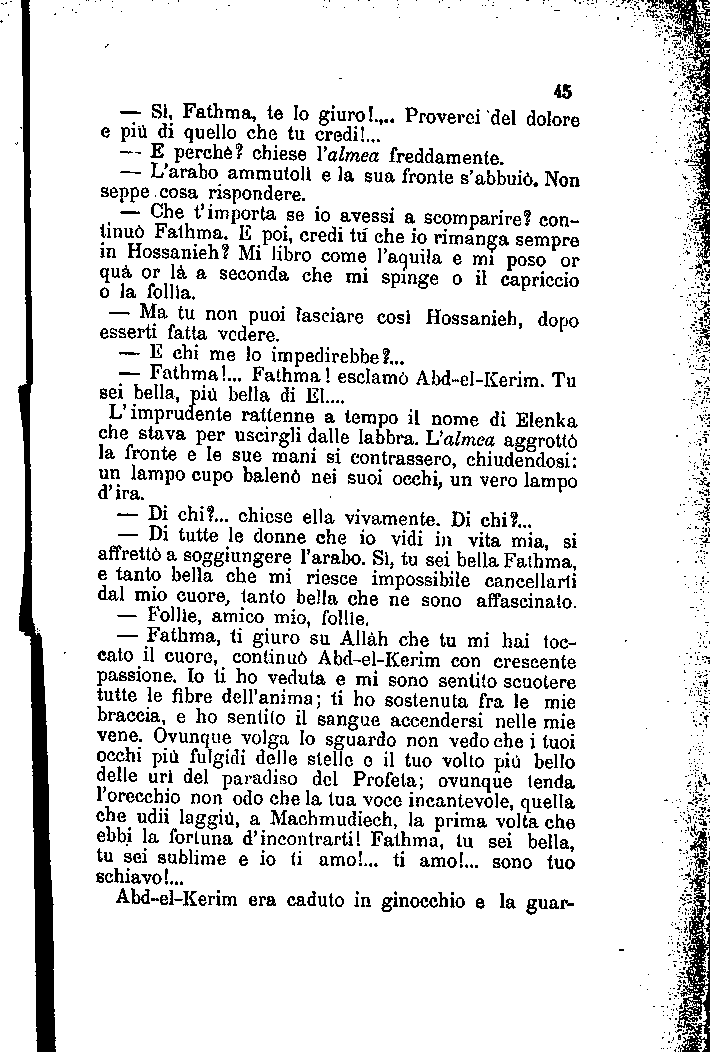 45
— Sì, Fathma, te lo giuro!.,.. Proverei del dolore
e più di quello che tu credi!...
— E perchè? chiese l'almea freddamente.
— L'arabo ammutolì e la sua fronte s'abbuiò. Non
seppe cosa rispondere.
— Che t'importa se io avessi a scomparire? con-
tinuò Fathma. E poi, credi tu che io rimanga sempre
in Hossanieh? Mi libro come l'aquila e mi poso or
quà or là a seconda che mi spinge o il capriccio
o la follia.
— Ma tu non puoi lasciare così Hossanieh, dopo
esserti fatta vedere.
— E chi me lo impedirebbe?...
— Fathma!... Fathma! esclamò Abd-el-Kerim. Tu
sei bella, più bella di El....
L'imprudente rattenne a tempo il nome di Elenka
che stava per uscirgli dalle labbra. L'almea aggrottò
la fronte e le sue mani si contrassero, chiudendosi:
un lampo cupo balenò nei suoi occhi, un vero lampo
d'ira.
— Di chi?... chiese ella vivamente. Di chi?...
— Di tutte le donne che io vidi in vita mia, si
affrettò a soggiungere l'arabo. Sì, tu sei bella Fathma,
e tanto bella che mi riesce impossibile cancellarti
dal mio cuore, tanto bella che ne sono affascinato.
— Follìe, amico mio, follìe.
— Fathma, ti giuro su Allàh che tu mi hai toc-
cato il cuore, continuò Abd-el-Kerim con crescente
passione. Io ti ho veduta e mi sono sentito scuotere
tutte le fibre dell'anima; ti ho sostenuta fra le mie
braccia, e ho sentito il sangue accendersi nelle mie
vene. Ovunque volga lo sguardo non vedo che i tuoi
occhi più fulgidi delle stelle e il tuo volto più bello
delle urì del paradiso del Profeta; ovunque tenda
l'orecchio non odo che la tua voce incantevole, quella
che udii laggiù, a Machmudiech, la prima volta che
ebbi la fortuna d'incontrarti! Fathma, tu sei bella,
tu sei sublime e io ti amo!... ti amo!... sono tuo
schiavo!...
Abd-el-Kerim era caduto in ginocchio e la guar-